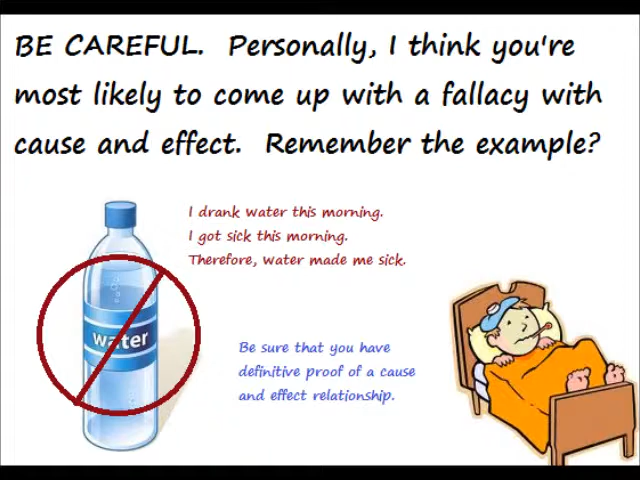 BE CAREFUL.  Personally, I think you're
most likely to come up with a fallacy with
cause and effect.  Remember the example?
I drank water this morning.
I got sick this morning.
Therefore, water made me sick.
water
Be sure that you have
definitive proof of a cause
and effect relationship.